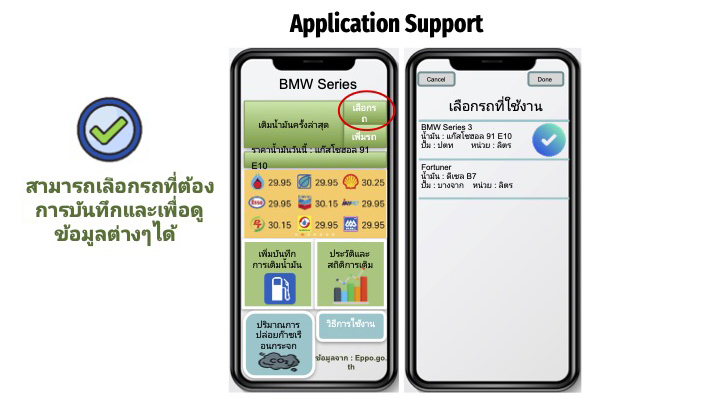 Application Support
สามารถเลือกรถที่ต้อง
การบันทึกและเพื่อดู
ข้อมูลต่างๆได้
BMW Series
เลือกร
ถ
เติมน้ำมันครั้งล่าสุด
เพิ่มรถ
ราคาน้ำมันวันนี้ : แก๊สโซฮอล 91
E10
29.95 29.95 30.25
Esso 29.95 30.15 29.95
30.15 29.95 29.95
เพิ่มบันทึก
การเติมน้ำมัน
ประวัติและ
สถิติการเติม
ปริมาณการ
ปล่อยก๊าซเรื
อนกระจก
CO2
วิธีการใช้งาน
ข้อมูลจาก : Eppo.go.
th
Cancel
Done
เลือกรถที่ใช้งาน
BMW Series 3
น้ำมัน : แก๊สโซฮอล 91 E10
ปั๊ม : ปตท หน่วย : ลิตร
Fortuner
น้ำมัน : ดีเซล B7
ปั๊ม : บางจาก หน่วย : ลิตร